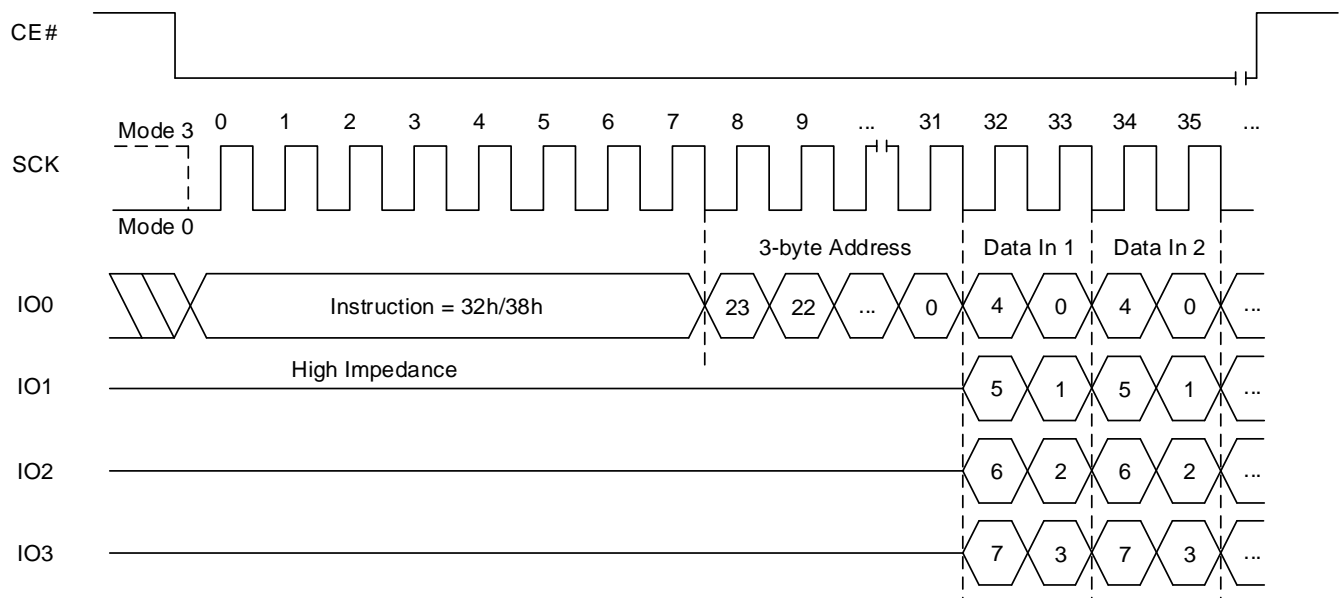 CE#
Mode 3 0 1 2 3 4 5 6 7 8 9 ... 31 32 33 34 35 ...
SCK
Mode 0
3-byte Address Data In 1 Data In 2
IO0 Instruction = 32h/38h 23 22 ... 0 4 0 4 0 ...
High Impedance
IO1 5 1 5 1 ...
IO2 6 2 6 2 ...
IO3 7 3 7 3 ...